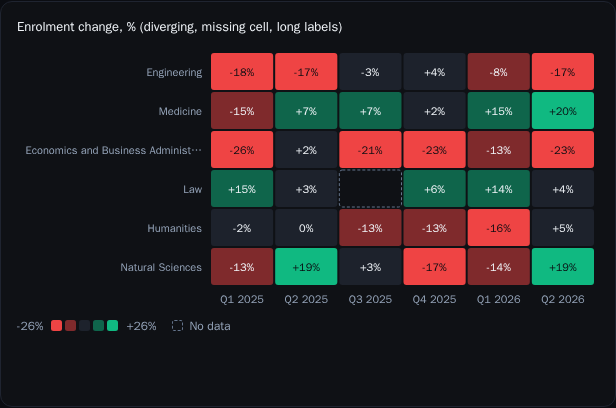 Enrolment change, % (diverging, missing cell, long labels)
Engineering -18% -17% -3% +4% -8% -17%
Medicine -15% +7% +7% +2% +15% +20%
Economics and Business Administ··· -26% +2% -21% -23% -13% -23%
Law +15% +3% +6% +14% +4%
Humanities -2% 0% -13% -13% -16% +5%
Natural Sciences -13% +19% +3% -17% -14% +19%
Q1 2025 Q2 2025 Q3 2025 Q4 2025 Q1 2026 Q2 2026
-26% +26% No data